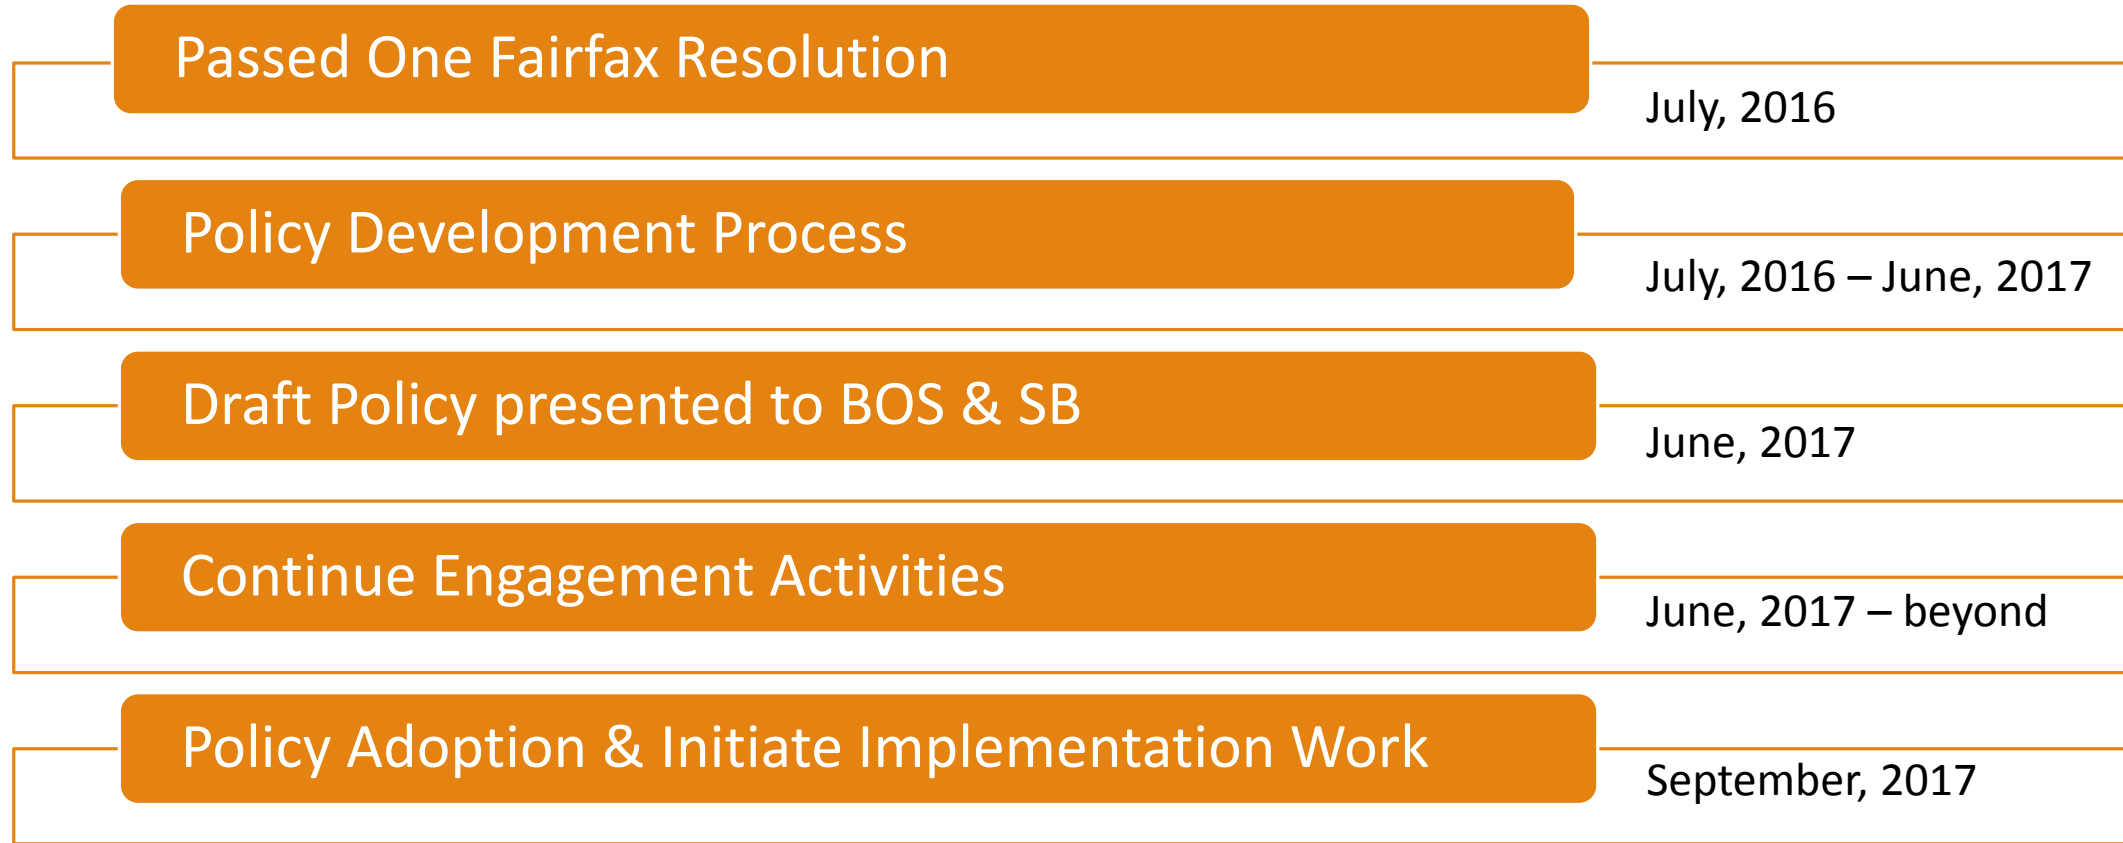 Passed One Fairfax Resolution
July, 2016
Policy Development Process
July, 2016 – June, 2017
Draft Policy presented to BOS & SB
June, 2017
Continue Engagement Activities
June, 2017 – beyond
Policy Adoption & Initiate Implementation Work
September, 2017